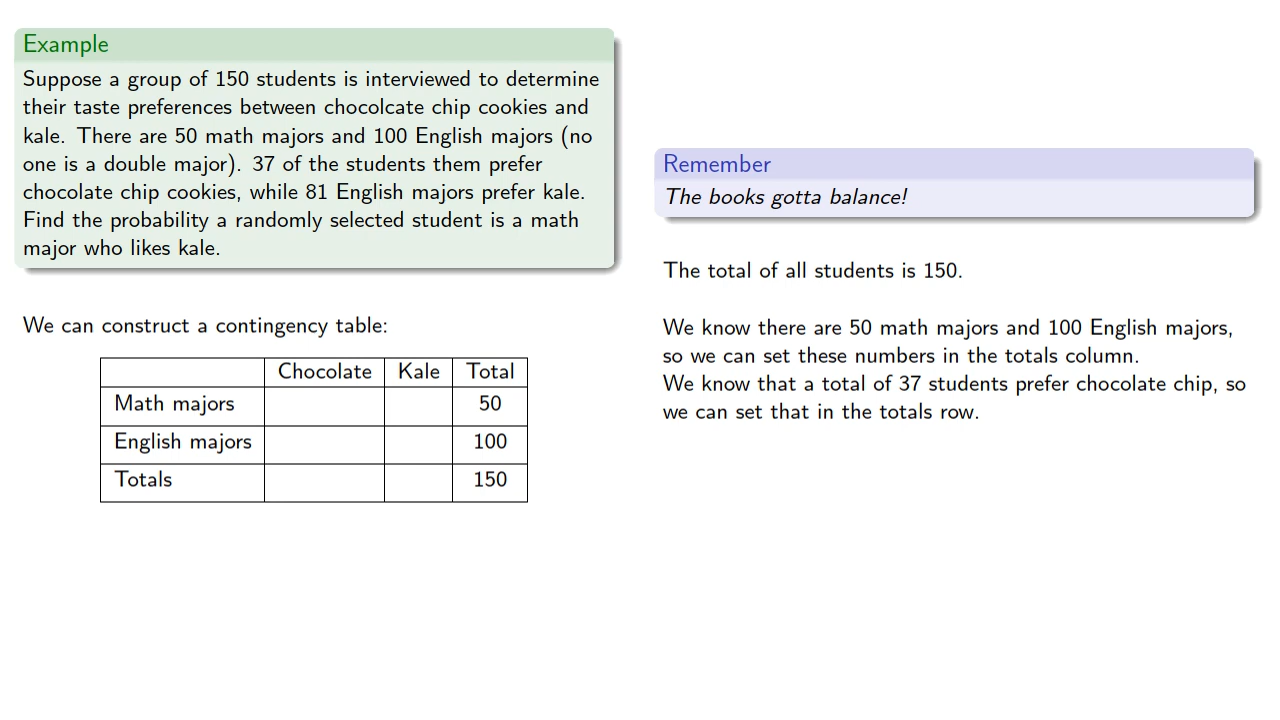 Example
Suppose a group of 150 students is interviewed to determine
their taste preferences between chocolcate chip cookies and
kale. There are 50 math majors and 100 English majors (no
one is a double major). 37 of the students them prefer
chocolate chip cookies, while 81 English majors prefer kale.
Find the probability a randomly selected student is a math
major who likes kale.
We can construct a contingency table:
Chocolate Kale Total
Math majors 50
English majors 100
Totals 150
Remember
The books gotta balance!
The total of all students is 150.
We know there are 50 math majors and 100 English majors,
so we can set these numbers in the totals column.
We know that a total of 37 students prefer chocolate chip, so
we can set that in the totals row.